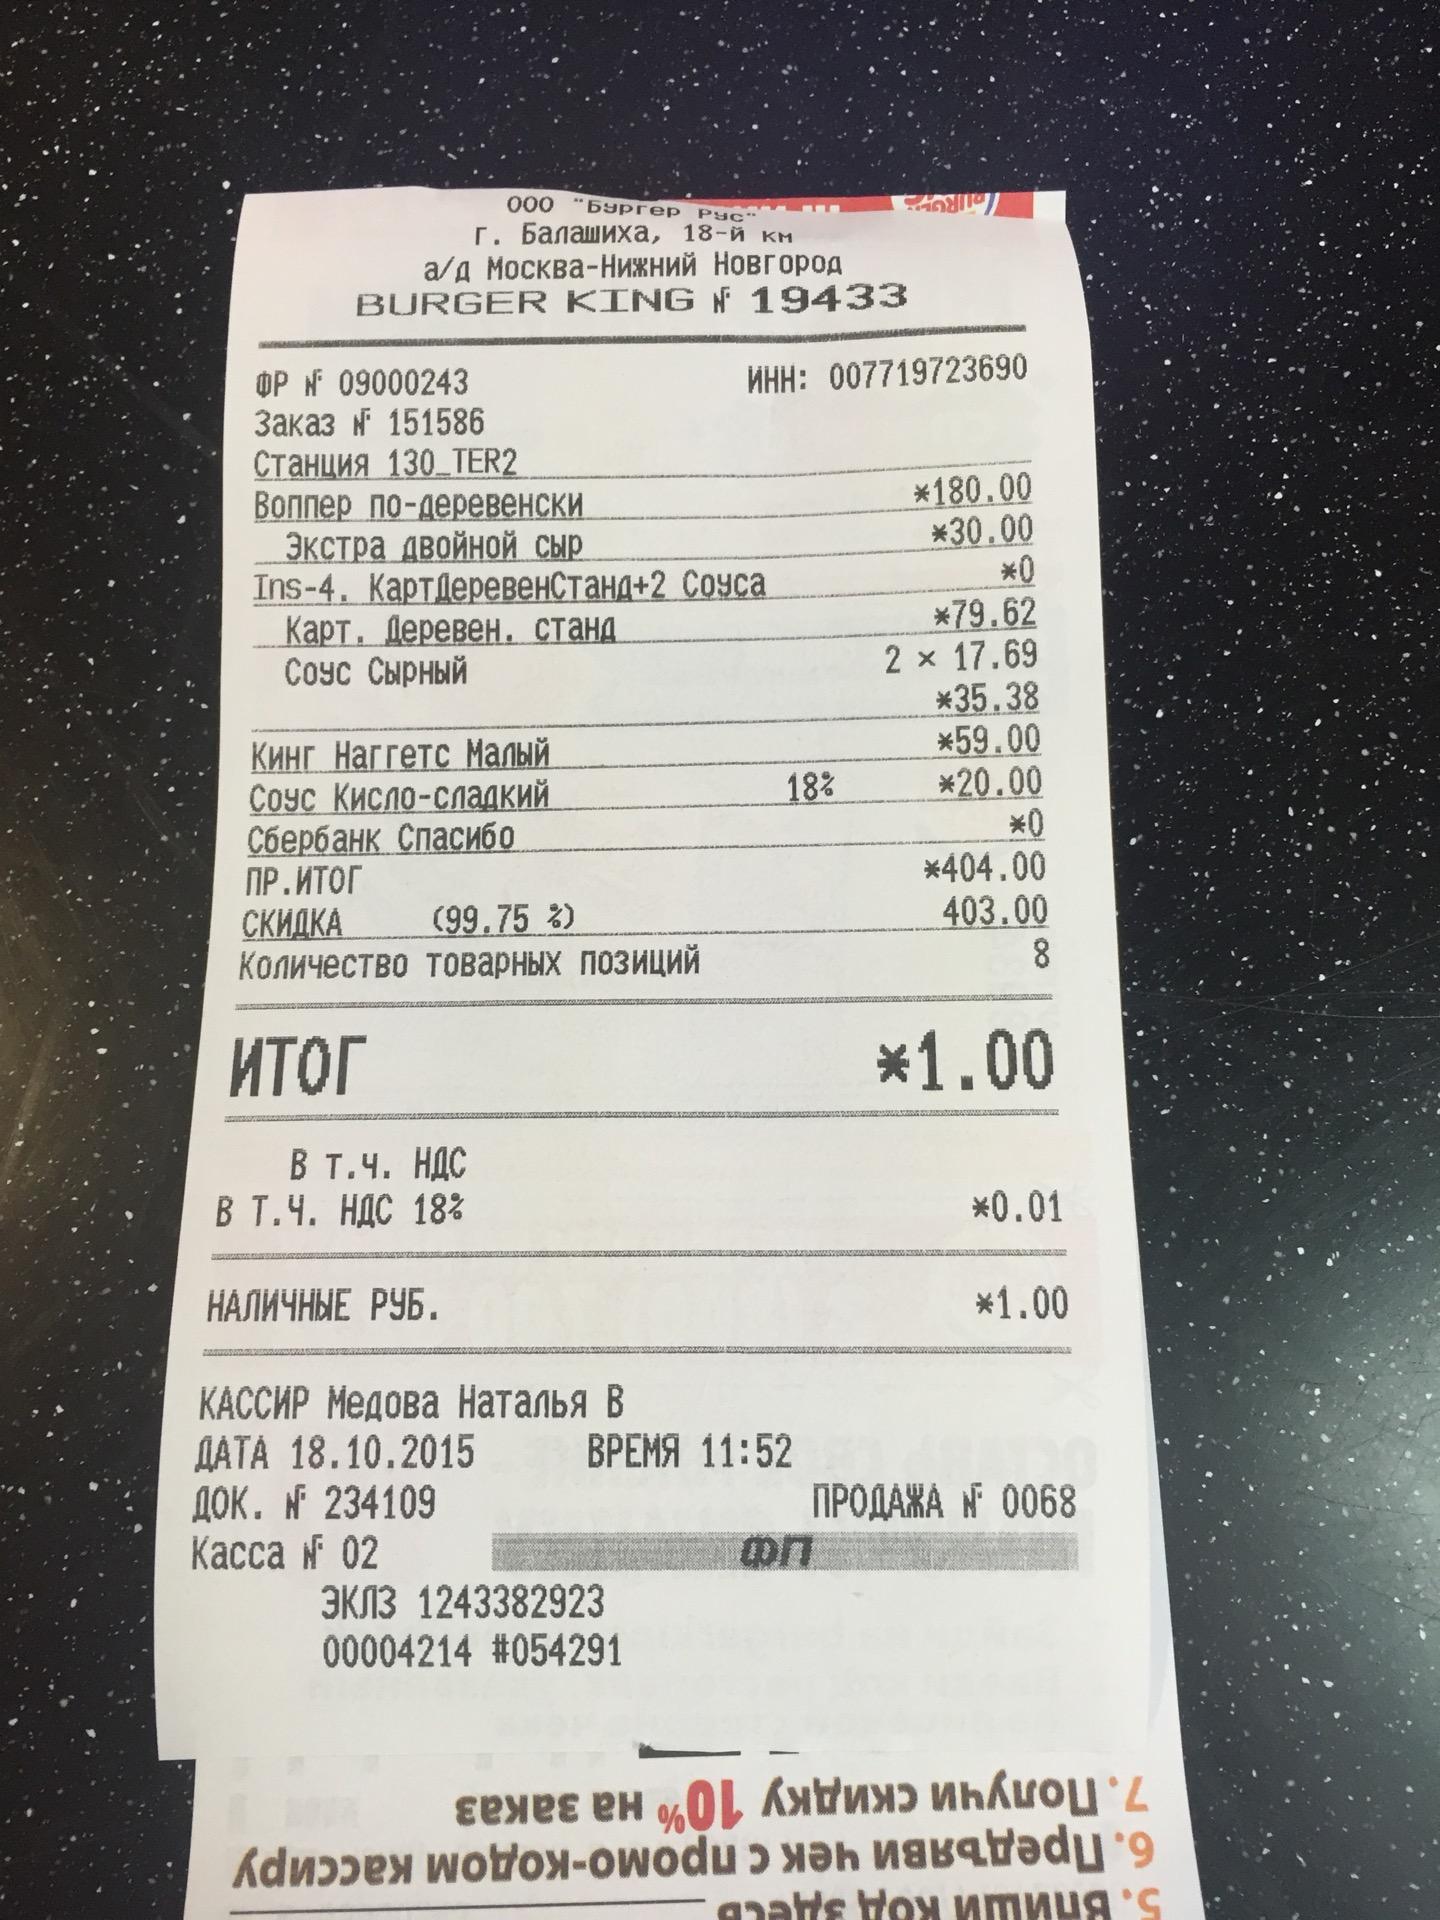 ООО "Бургер Рус"
г. Балашиха, 18-й км
а/д Москва-Нижний Новгород
BURGER KING № 19433
ФР № 09000243 ИНН: 007719723690
Заказ № 151586
Станция 130_TER2
Воппер по-деревенски *180.00
Экстра двойной сыр *30.00
Ins-4. КартДеревенСтанд+2 Соуса *0
Карт. Деревен. станд *79.62
Соус Сырный 2 × 17.69
*35.38
Кинг Наггетс Малый *59.00
Соус Кисло-сладкий 18% *20.00
Сбербанк Спасибо *0
ПР.ИТОГ *404.00
СКИДКА (99.75 %) 403.00
Количество товарных позиций 8
ИТОГ *1.00
В т.ч. НДС
В Т.Ч. НДС 18% *0.01
НАЛИЧНЫЕ РУБ. *1.00
КАССИР Медова Наталья В
ДАТА 18.10.2015 ВРЕМЯ 11:52
ДОК. № 234109 ПРОДАЖА № 0068
Касса № 02 ФП
ЭКЛЗ 1243382923
00004214 #054291
5. Впиши код здесь
6. Предъяви чек с промо-кодом кассиру
7. Получи скидку 10% на заказ